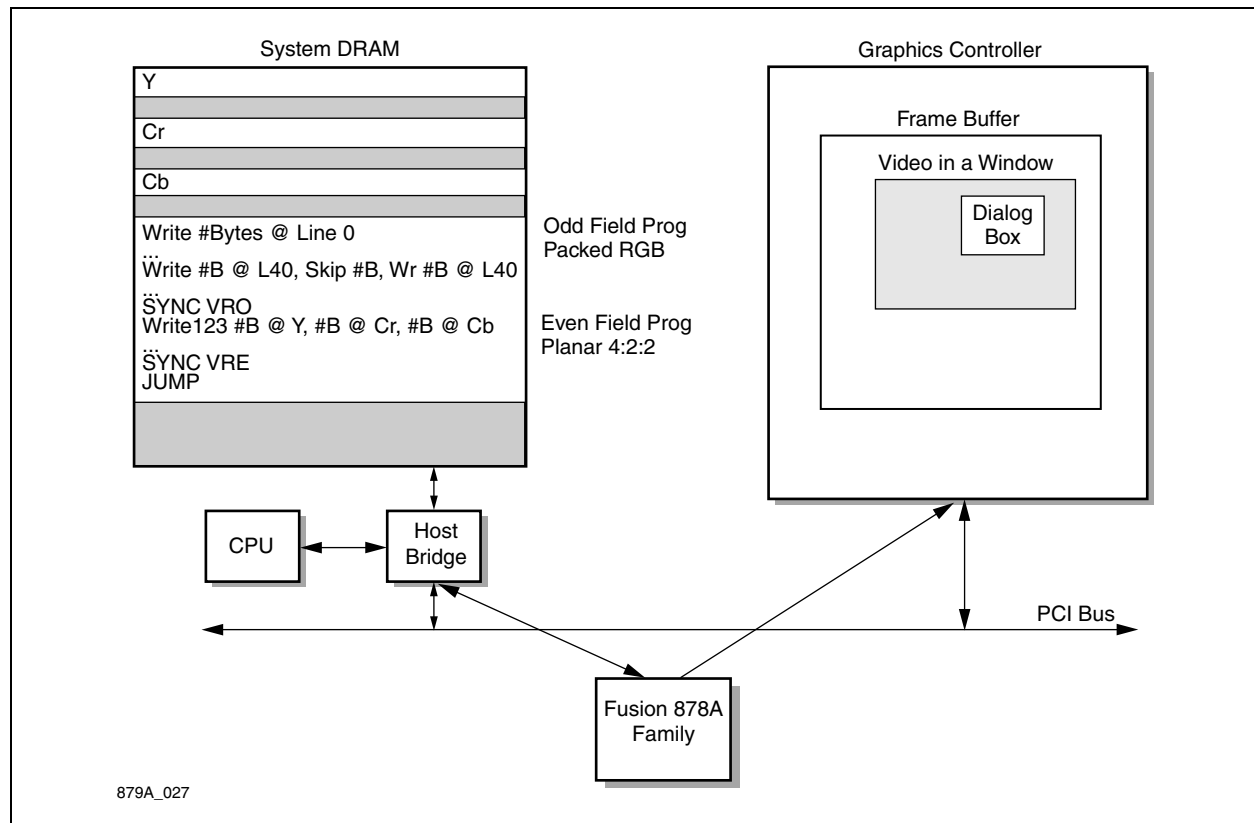 System DRAM
Y
Cr
Cb
Write #Bytes @ Line 0
...
Write #B @ L40, Skip #B, Wr #B @ L40
...
SYNC VRO
Write123 #B @ Y, #B @ Cr, #B @ Cb
...
SYNC VRE
JUMP
Odd Field Prog
Packed RGB
Even Field Prog
Planar 4:2:2
Graphics Controller
Frame Buffer
Video in a Window
Dialog
Box
CPU
Host
Bridge
PCI Bus
Fusion 878A
Family
879A_027